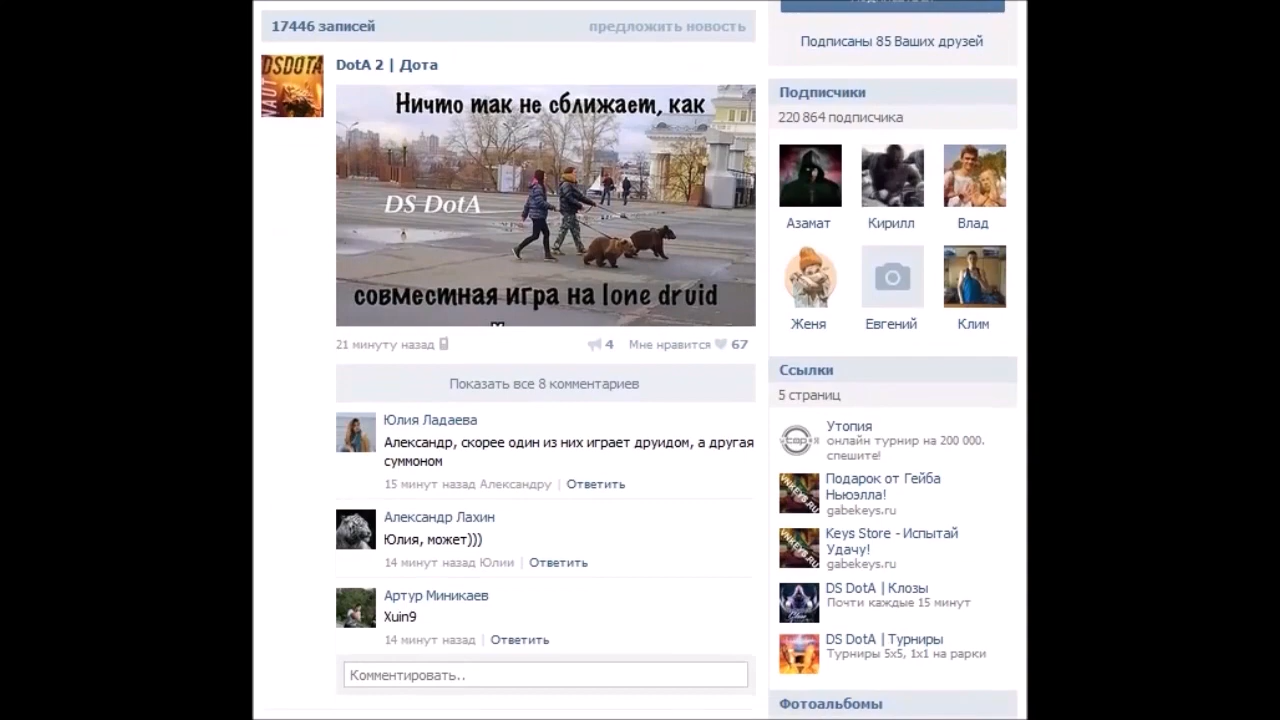 17446 записей
предложить новость
DSDOTA
DotA 2 | Дота
Ничто так не сближает, как
DS DotA
совместная игра на lone druid
21 минуту назад
4
Мне нравится
67
Показать все 8 комментариев
Юлия Ладаева
Александр, скорее один из них играет друидом, а другая
суммоном
15 минут назад Александру | Ответить
Александр Лахин
Юлия, может)))
14 минут назад Юлии | Ответить
Артур Миникаев
Xuin9
14 минут назад | Ответить
Комментировать..
Подписаны 85 Ваших друзей
Подписчики
220 864 подписчика
Азамат
Кирилл
Влад
Женя
Евгений
Клим
Ссылки
5 страниц
Утопия
онлайн турнир на 200 000.
спешите!
VNKEYS.RU
Подарок от Гейба
Ньюэлла!
gabekeys.ru
VNKEYS.RU
Keys Store - Испытай
Удачу!
gabekeys.ru
DS DotA | Клозы
Почти каждые 15 минут
DS DotA | Турниры
Турниры 5x5, 1x1 на рарки
Фотоальбомы